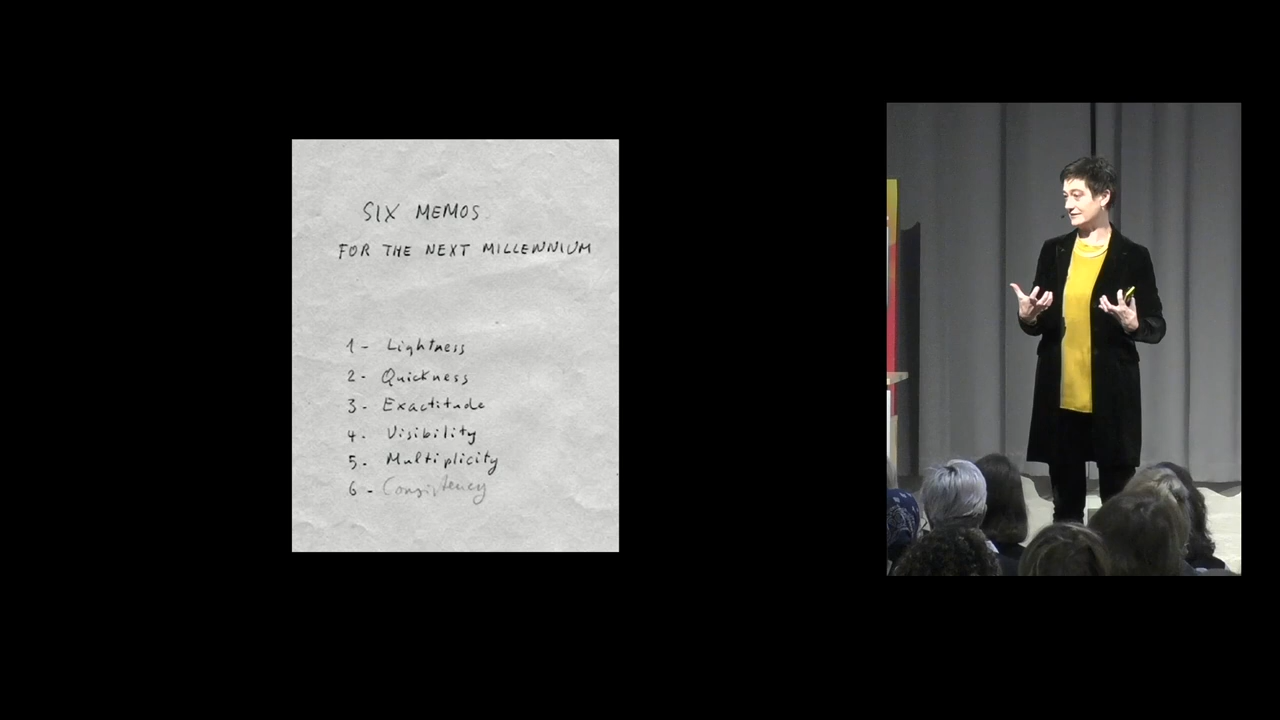 SIX MEMOS
FOR THE NEXT MILLENNIUM
1- Lightness
2- Quickness
3- Exactitude
4- Visibility
5- Multiplicity
6- Consistency